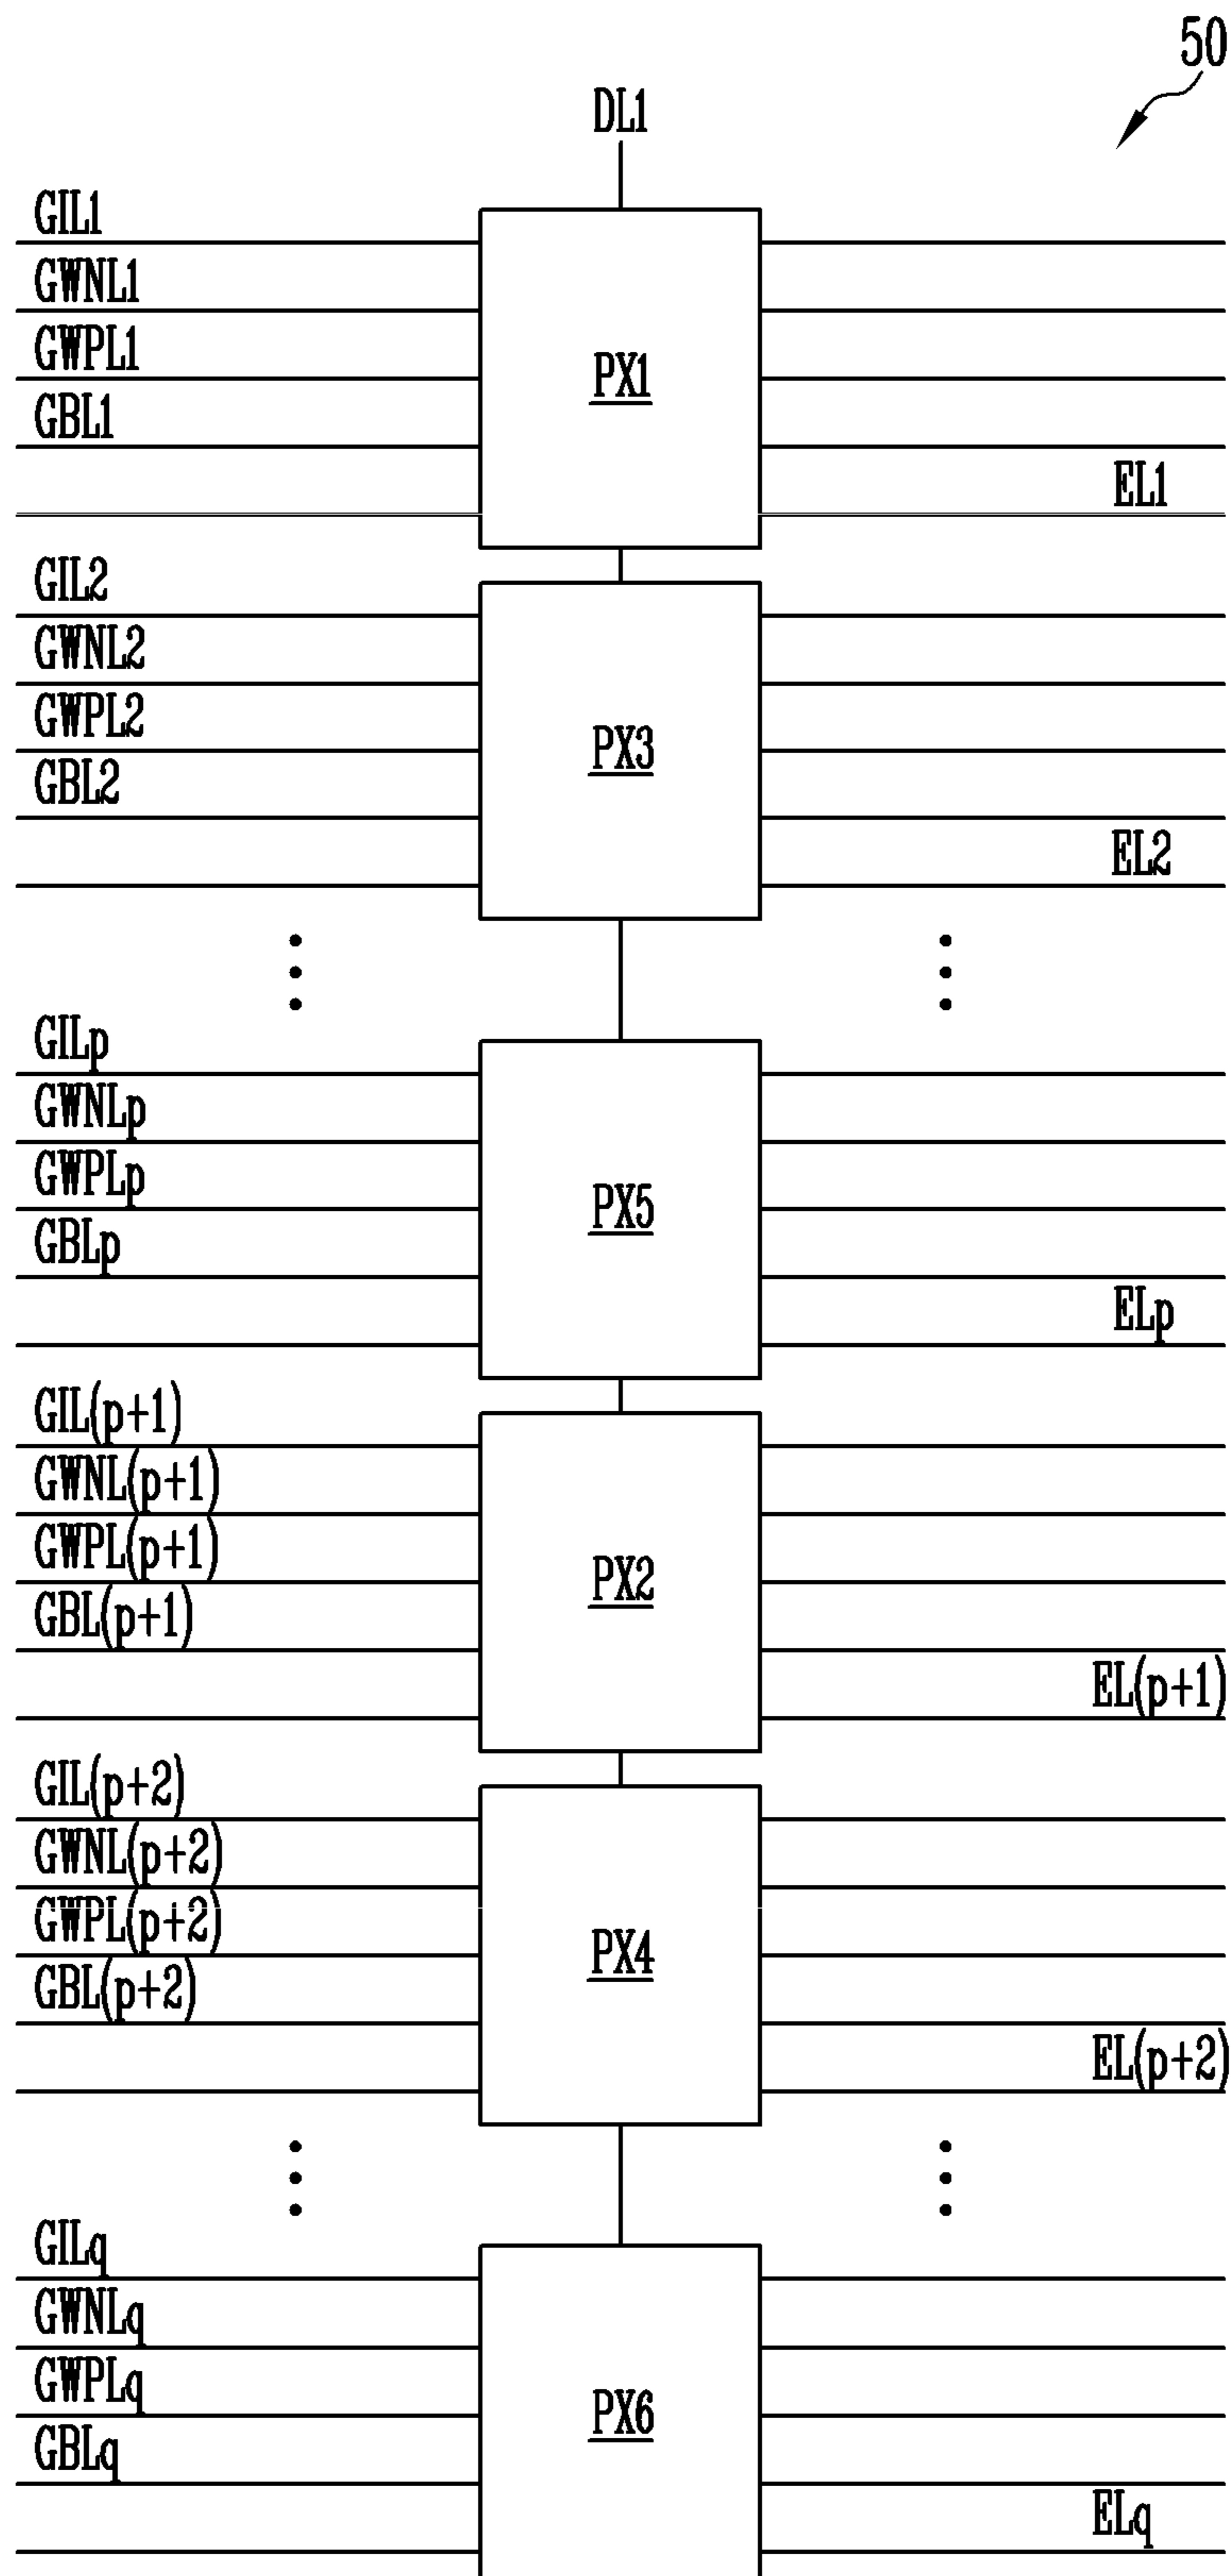 50
DL1
GIL1
GWNL1
GWPL1
PX1
GBL1
EL1
GIL2
GWNL2
GWPL2
PX3
GBL2
EL2
GILp
GWNLp
GWPLp
PX5
GBLp
ELp
GIL(p+1)
GWNL(p+1)
GWPL(p+1)
PX2
GBL(p+1)
EL(p+1)
GIL(p+2)
GWNL(p+2)
GWPL(p+2)
PX4
GBL(p+2)
EL(p+2)
GILq
GWNLq
GWPLq
PX6
GBLq
ELq